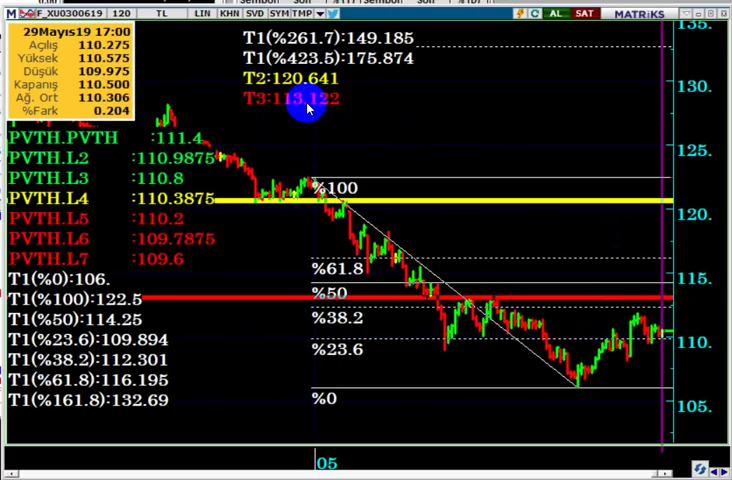 F_XU0300619 120 TL LIN KHN SVD SYM TMP AL SAT MATRiKS
29Mayıs19 17:00
Açılış 110.275
Yüksek 110.575
Düşük 109.975
Kapanış 110.500
Ağ. Ort 110.306
%Fark 0.204
T1(%261.7):149.185
T1(%423.5):175.874
T2:120.641
T3:113.122
PVTH.PVTH :111.4
PVTH.L2 :110.9875
PVTH.L3 :110.8
PVTH.L4 :110.3875
PVTH.L5 :110.2
PVTH.L6 :109.7875
PVTH.L7 :109.6
T1(%0):106.
T1(%100):122.5
T1(%50):114.25
T1(%23.6):109.894
T1(%38.2):112.301
T1(%61.8):116.195
T1(%161.8):132.69
%100
%61.8
%50
%38.2
%23.6
%0
135.
130.
125.
120.
115.
110.
105.
05